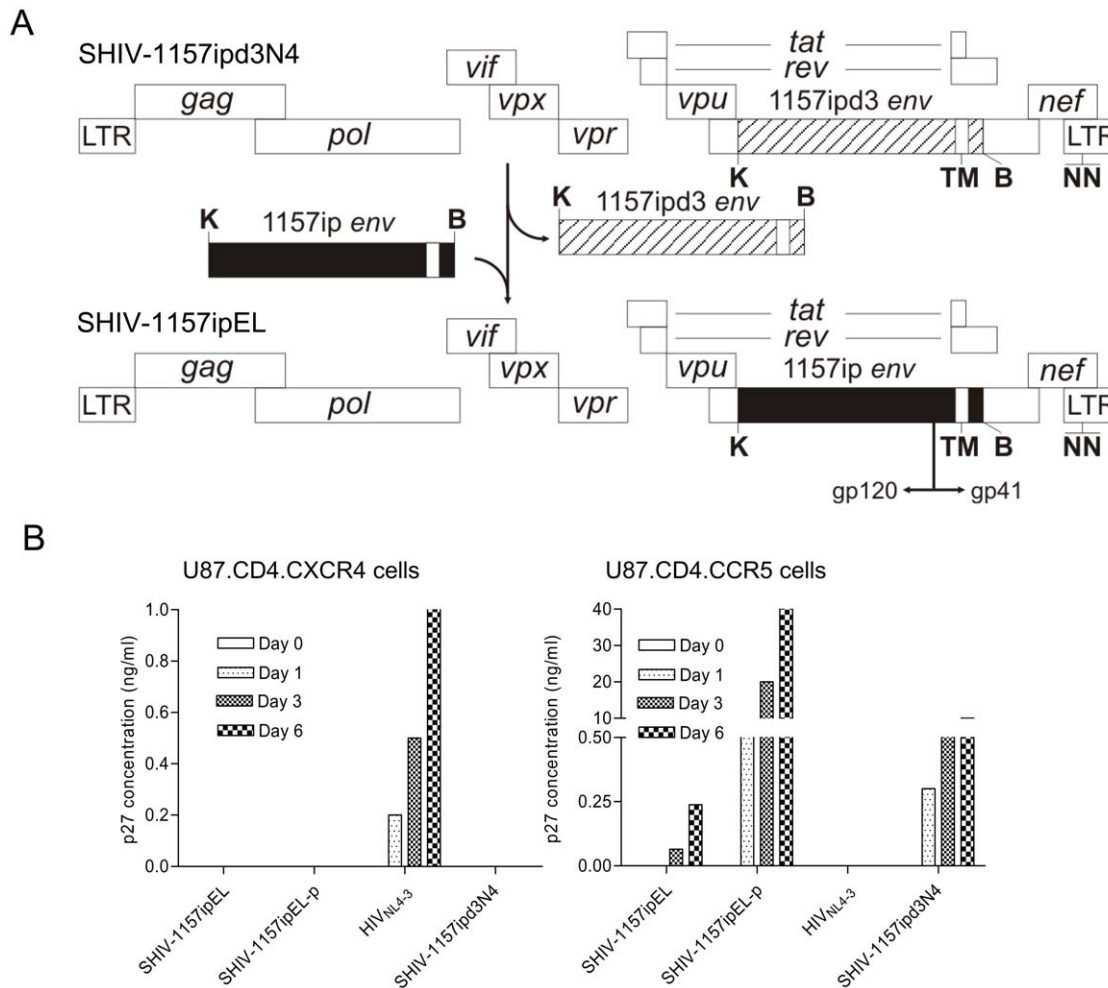 A
SHIV-1157ipd3N4
tat
rev
vif
gag
vpx
vpu
1157ipd3 env
nef
LTR
pol
vpr
LTR
K
TM
B
NN
K
1157ip env
B
K
1157ipd3 env
B
SHIV-1157ipEL
tat
rev
vif
gag
vpx
vpu
1157ip env
nef
LTR
pol
vpr
LTR
K
TM
B
NN
gp120
gp41
B
U87.CD4.CXCR4 cells
p27 concentration (ng/ml)
1.0
0.8
0.6
0.4
0.2
0.0
Day 0
Day 1
Day 3
Day 6
SHIV-1157ipEL
SHIV-1157ipEL-p
HIVNL4-3
SHIV-1157ipd3N4
U87.CD4.CCR5 cells
p27 concentration (ng/ml)
40
30
20
10
0.50
0.25
0.00
Day 0
Day 1
Day 3
Day 6
SHIV-1157ipEL
SHIV-1157ipEL-p
HIVNL4-3
SHIV-1157ipd3N4